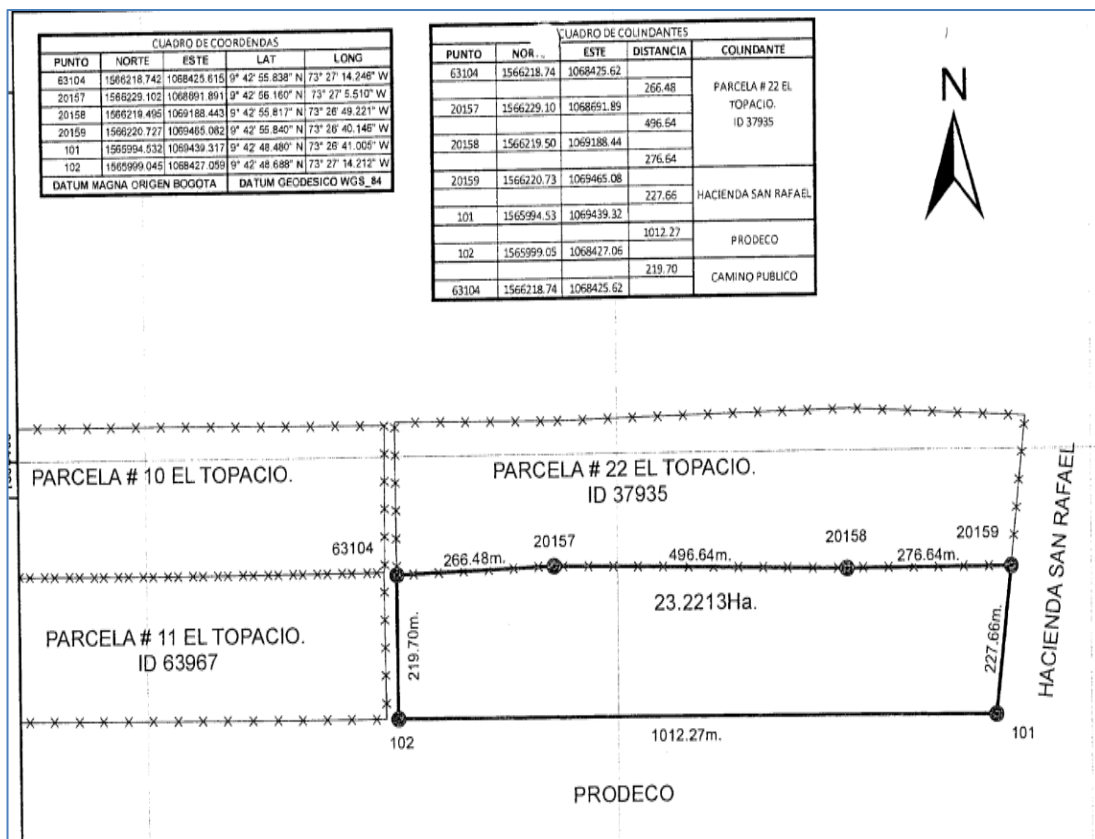 CUADRO DE COORDENDAS
PUNTO NORTE ESTE LAT LONG
63104 1566218.742 1068425.615 9° 42' 55.838" N 73° 27' 14.246" W
20157 1566229.102 1068691.891 9° 42' 56.160" N 73° 27' 5.510" W
20158 1566219.495 1069188.443 9° 42' 55.817" N 73° 26' 49.221" W
20159 1566220.727 1069465.082 9° 42' 55.840" N 73° 26' 40.146" W
101 1565994.532 1069439.317 9° 42' 48.480" N 73° 26' 41.005" W
102 1565999.045 1068427.059 9° 42' 48.688" N 73° 27' 14.212" W
DATUM MAGNA ORIGEN BOGOTA DATUM GEODESICO WGS_84
CUADRO DE COLINDANTES
PUNTO NOR ESTE DISTANCIA COLINDANTE
63104 1566218.74 1068425.62
266.48 PARCELA # 22 EL
TOPACIO.
20157 1566229.10 1068691.89 ID 37935
496.64
20158 1566219.50 1069188.44
276.64
20159 1566220.73 1069465.08
227.66 HACIENDA SAN RAFAEL
101 1565994.53 1069439.32
1012.27 PRODECO
102 1565999.05 1068427.06
219.70 CAMINO PUBLICO
63104 1566218.74 1068425.62
N
PARCELA # 10 EL TOPACIO.
PARCELA # 22 EL TOPACIO.
ID 37935
HACIENDA SAN RAFAEL
63104
20157
20158
20159
266.48m.
496.64m.
276.64m.
23.2213Ha.
PARCELA # 11 EL TOPACIO.
ID 63967
219.70m.
227.66m.
102
1012.27m.
101
PRODECO